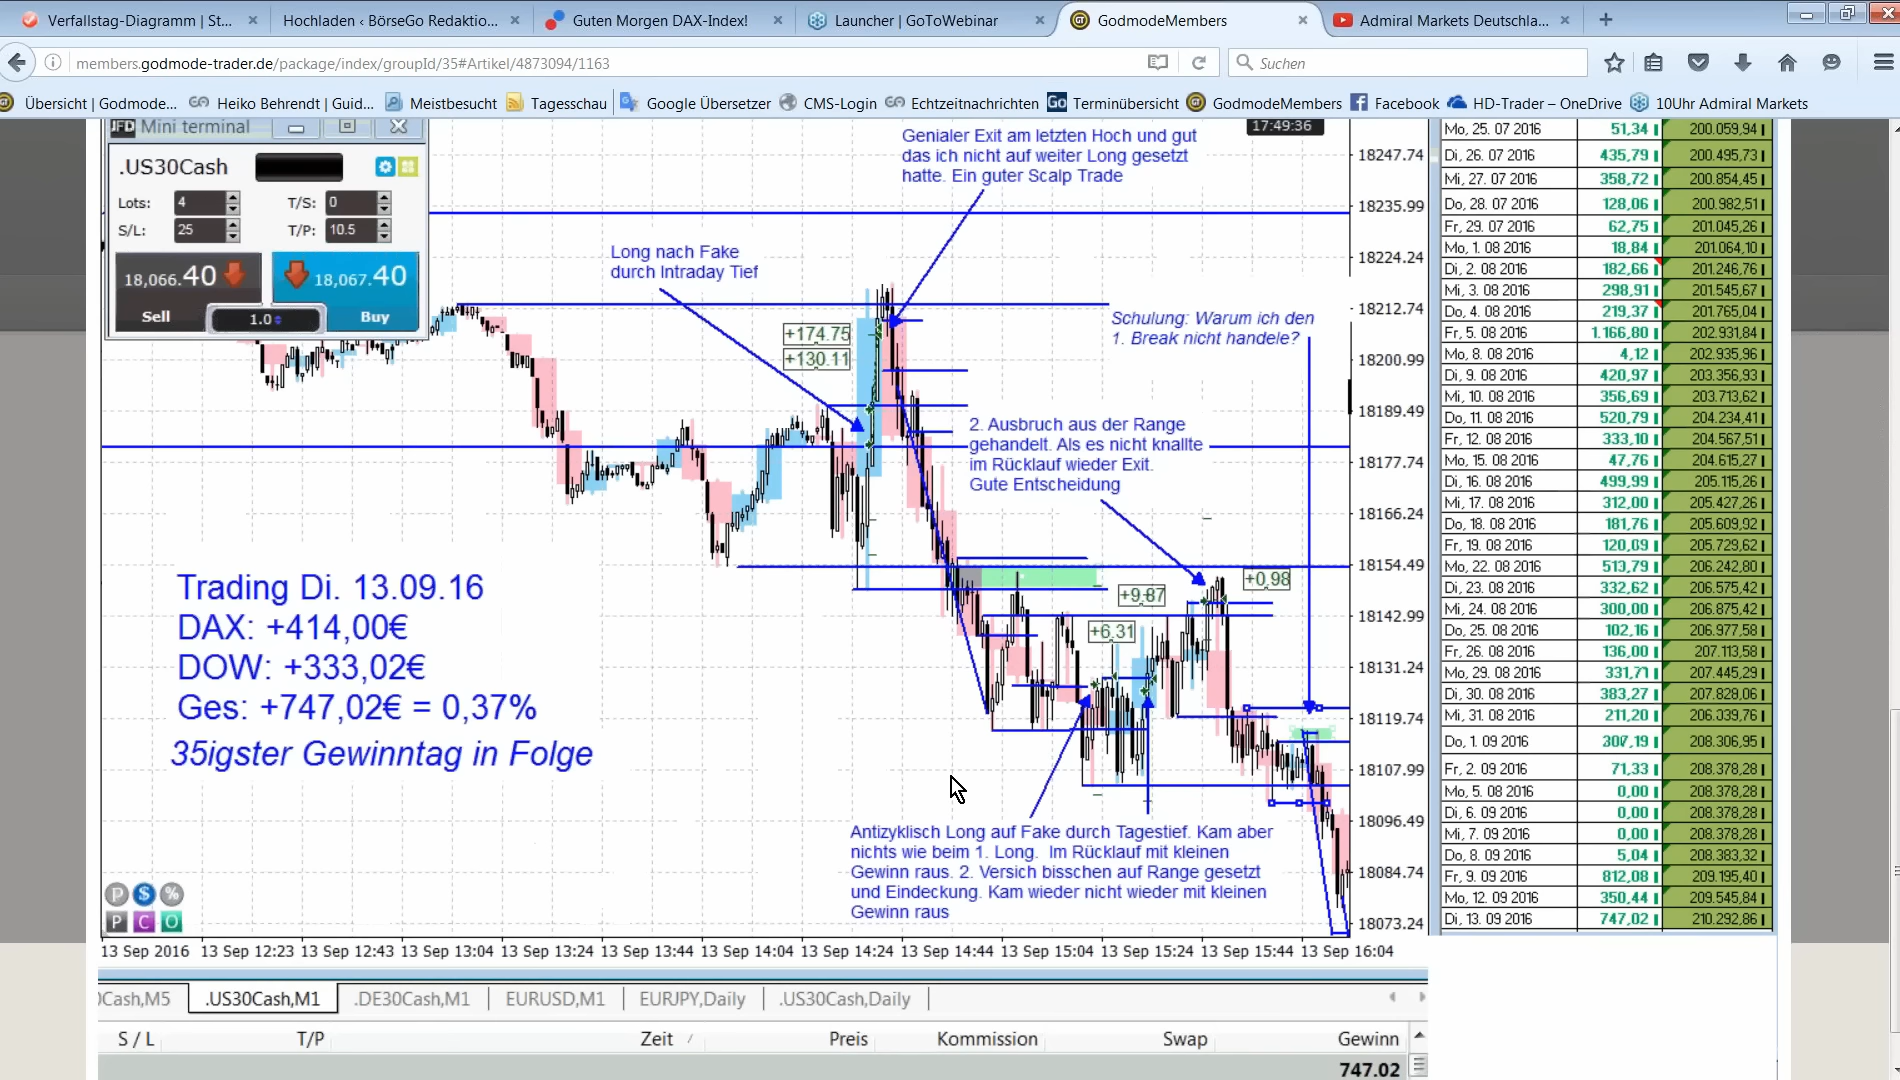 Verfallstag-Diagramm | St...
Hochladen ‹ BörseGo Redaktio...
Guten Morgen DAX-Index!
Launcher | GoToWebinar
GodmodeMembers
Admiral Markets Deutschla...
members.godmode-trader.de/package/index/groupId/35#Artikel/4873094/1163
Suchen
Übersicht | Godmode...
Heiko Behrendt | Guid...
Meistbesucht
Tagesschau
Google Übersetzer
CMS-Login
Echtzeitnachrichten
Terminübersicht
GodmodeMembers
Facebook
HD-Trader – OneDrive
10Uhr Admiral Markets
JFD Mini terminal
.US30Cash
Lots: 4 T/S: 0
S/L: 25 T/P: 10.5
18,066.40 18,067.40
Sell 1.0 Buy
17:49:36
Genialer Exit am letzten Hoch und gut
das ich nicht auf weiter Long gesetzt
hatte. Ein guter Scalp Trade
Long nach Fake
durch Intraday Tief
+174.75
+130.11
Schulung: Warum ich den
1. Break nicht handele?
2. Ausbruch aus der Range
gehandelt. Als es nicht knallte
im Rücklauf wieder Exit.
Gute Entscheidung
+0.98
+9.87
+6.31
Trading Di. 13.09.16
DAX: +414,00€
DOW: +333,02€
Ges: +747,02€ = 0,37%
35igster Gewinntag in Folge
Antizyklisch Long auf Fake durch Tagestief. Kam aber
nichts wie beim 1. Long. Im Rücklauf mit kleinen
Gewinn raus. 2. Versich bisschen auf Range gesetzt
und Eindeckung. Kam wieder nicht wieder mit kleinen
Gewinn raus
P $ %
P C O
18247.74
18235.99
18224.24
18212.74
18200.99
18189.49
18177.74
18166.24
18154.49
18142.99
18131.24
18119.74
18107.99
18096.49
18084.74
18073.24
13 Sep 2016 13 Sep 12:23 13 Sep 12:43 13 Sep 13:04 13 Sep 13:24 13 Sep 13:44 13 Sep 14:04 13 Sep 14:24 13 Sep 14:44 13 Sep 15:04 13 Sep 15:24 13 Sep 15:44 13 Sep 16:04
Mo, 25. 07 2016 51,34 200.059,94
Di, 26. 07 2016 435,79 200.495,73
Mi, 27. 07 2016 358,72 200.854,45
Do, 28. 07 2016 128,06 200.982,51
Fr, 29. 07 2016 62,75 201.045,26
Mo, 1. 08 2016 18,84 201.064,10
Di, 2. 08 2016 182,66 201.246,76
Mi, 3. 08 2016 298,91 201.545,67
Do, 4. 08 2016 219,37 201.765,04
Fr, 5. 08 2016 1.166,80 202.931,84
Mo, 8. 08 2016 4,12 202.935,96
Di, 9. 08 2016 420,97 203.356,93
Mi, 10. 08 2016 356,69 203.713,62
Do, 11. 08 2016 520,79 204.234,41
Fr, 12. 08 2016 333,10 204.567,51
Mo, 15. 08 2016 47,76 204.615,27
Di, 16. 08 2016 499,99 205.115,26
Mi, 17. 08 2016 312,00 205.427,26
Do, 18. 08 2016 181,76 205.609,92
Fr, 19. 08 2016 120,69 205.729,62
Mo, 22. 08 2016 513,79 206.242,80
Di, 23. 08 2016 332,62 206.575,42
Mi, 24. 08 2016 300,00 206.875,42
Do, 25. 08 2016 102,16 206.977,58
Fr, 26. 08 2016 136,00 207.113,58
Mo, 29. 08 2016 331,71 207.445,29
Di, 30. 08 2016 383,27 207.828,06
Mi, 31. 08 2016 211,20 206.039,76
Do, 1. 09 2016 307,19 208.306,95
Fr, 2. 09 2016 71,33 208.378,28
Mo, 5. 09 2016 0,00 208.378,28
Di, 6. 09 2016 0,00 208.378,28
Mi, 7. 09 2016 0,00 208.378,28
Do, 8. 09 2016 5,04 208.383,32
Fr, 9. 09 2016 812,08 209.195,40
Mo, 12. 09 2016 350,44 209.545,84
Di, 13. 09 2016 747,02 210.292,86
Cash,M5 .US30Cash,M1 .DE30Cash,M1 EURUSD,M1 EURJPY,Daily .US30Cash,Daily
S / L T/P Zeit Preis Kommission Swap Gewinn
747.02